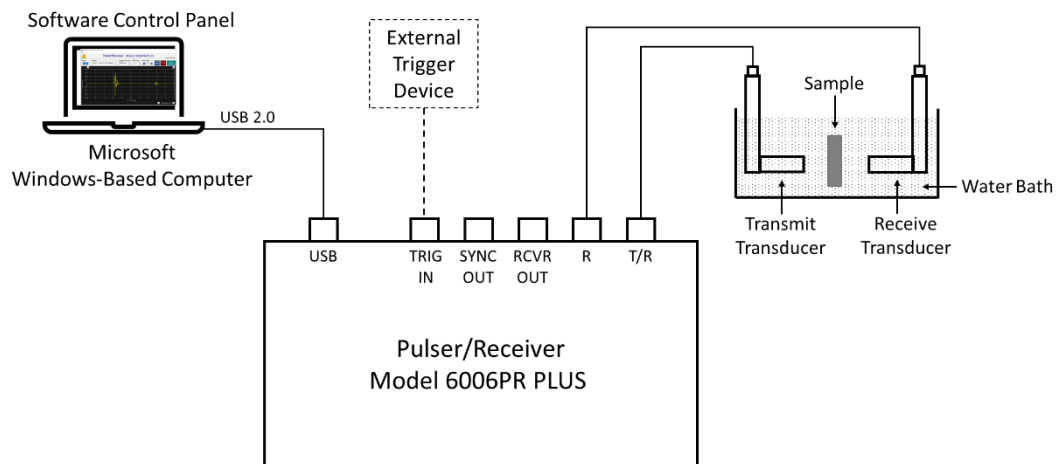 Software Control Panel
USB 2.0
Microsoft
Windows-Based Computer
External
Trigger
Device
Sample
Water Bath
Transmit
Transducer
Receive
Transducer
USB
TRIG
IN
SYNC
OUT
RCVR
OUT
R
T/R
Pulser/Receiver
Model 6006PR PLUS